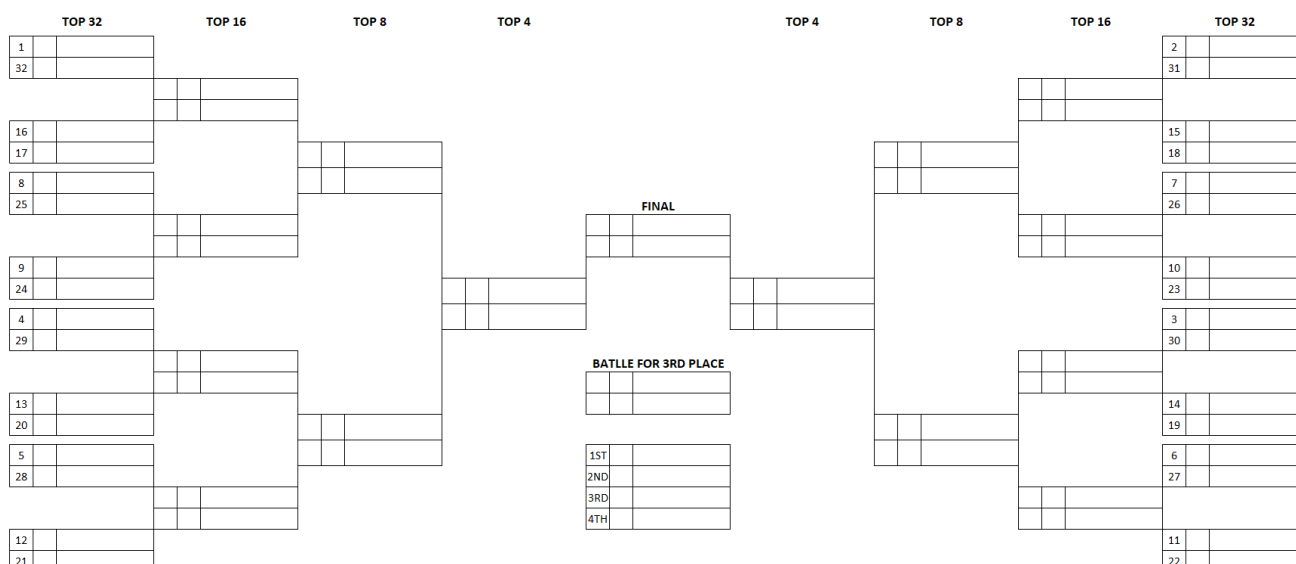 TOP 32 TOP 16 TOP 8 TOP 4 TOP 4 TOP 8 TOP 16 TOP 32
1 2
32 31
16 15
17 18
8 7
25 26
FINAL
9 10
24 23
4 3
29 30
BATLLE FOR 3RD PLACE
13 14
20 19
5 1ST 6
28 2ND 27
3RD
4TH
12 11
21 22